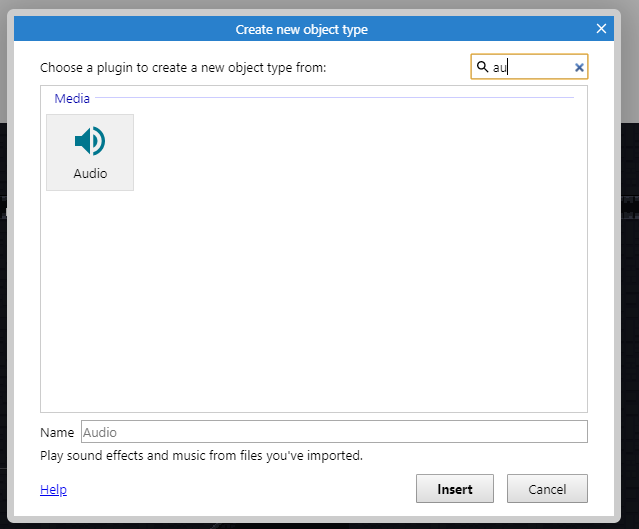 Create new object type
Choose a plugin to create a new object type from:
au
Media
Audio
Name Audio
Play sound effects and music from files you've imported.
Help
Insert
Cancel